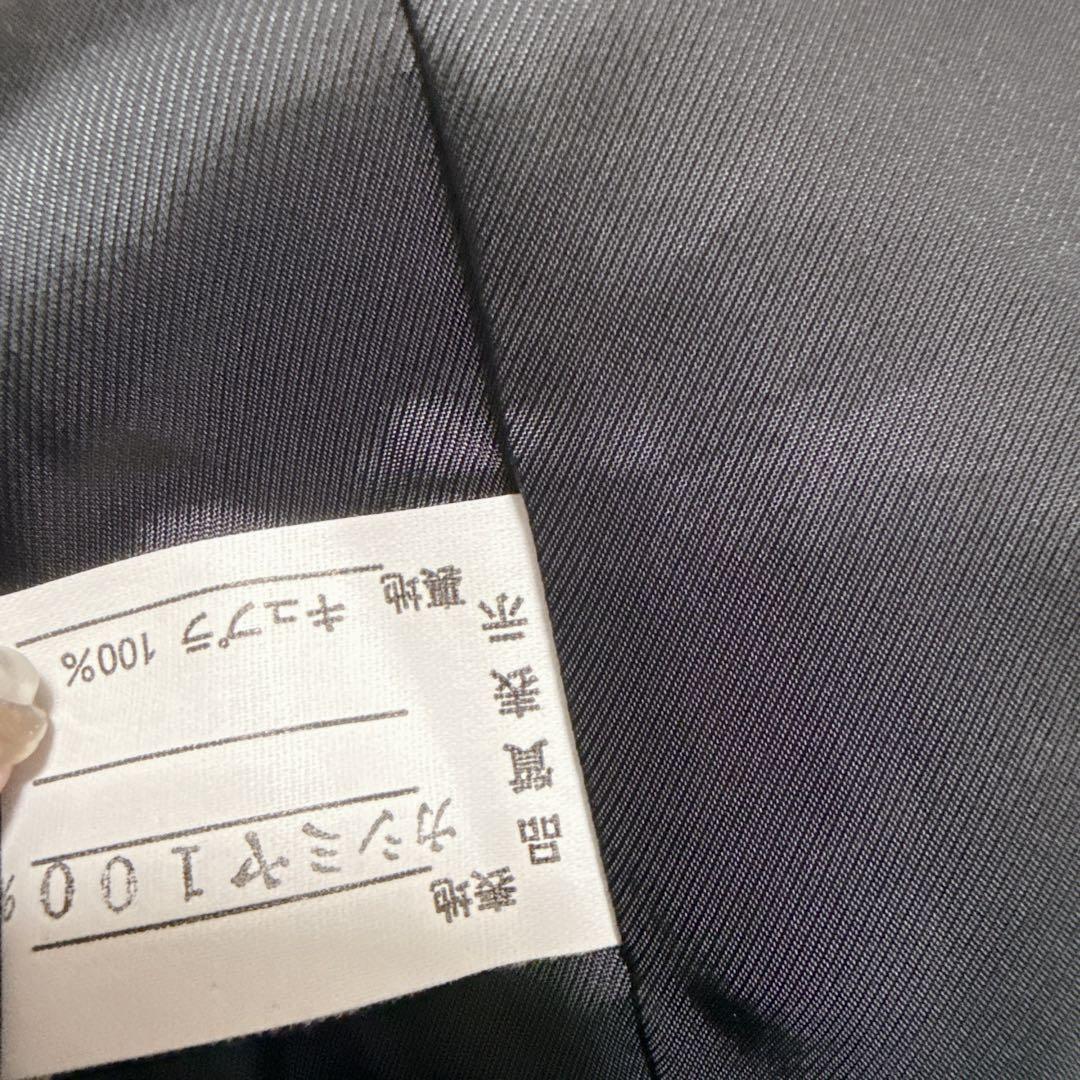 品質表示
表地
カシミヤ100%
裏地
キュプラ 100%